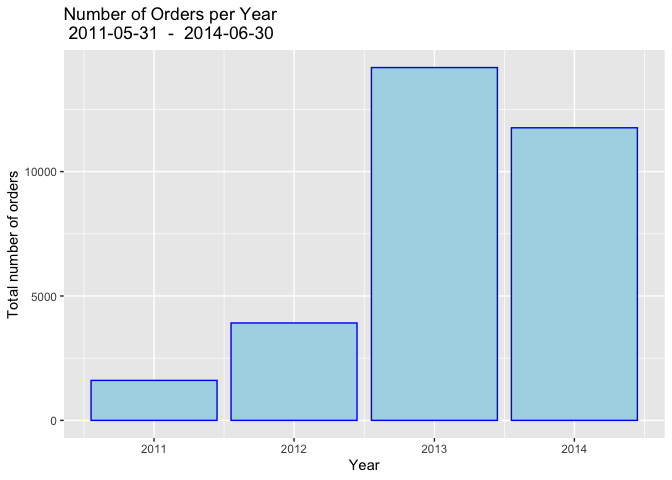 Number of Orders per Year
2011-05-31 - 2014-06-30
Total number of orders
10000
5000
0
2011 2012 2013 2014
Year